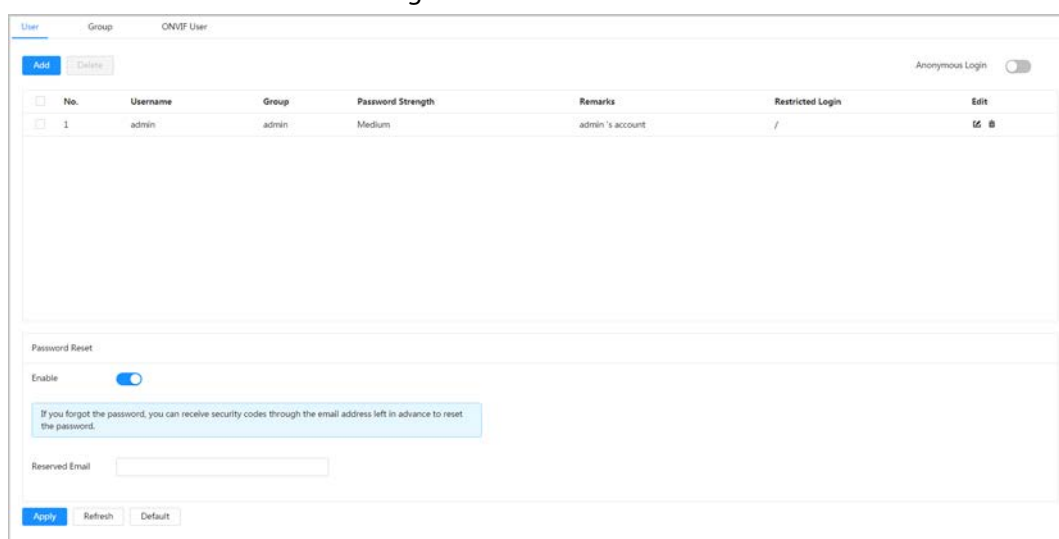 User Group ONVIF User
Add Delete Anonymous Login
No. Username Group Password Strength Remarks Restricted Login Edit
1 admin admin Medium admin 's account /
Password Reset
Enable
If you forgot the password, you can receive security codes through the email address left in advance to reset
the password.
Reserved Email
Apply Refresh Default